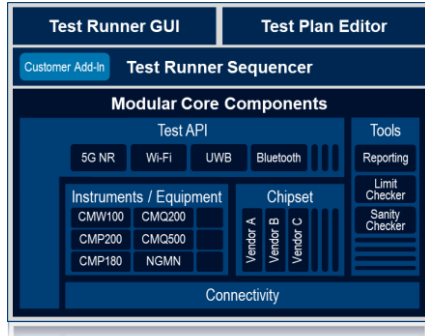 Test Runner GUI
Test Plan Editor
Customer Add-In
Test Runner Sequencer
Modular Core Components
Test API
5G NR
Wi-Fi
UWB
Bluetooth
Instruments / Equipment
CMW100
CMQ200
CMP200
CMQ500
CMP180
NGMN
Chipset
Vendor A
Vendor B
Vendor C
Tools
Reporting
Limit
Checker
Sanity
Checker
Connectivity